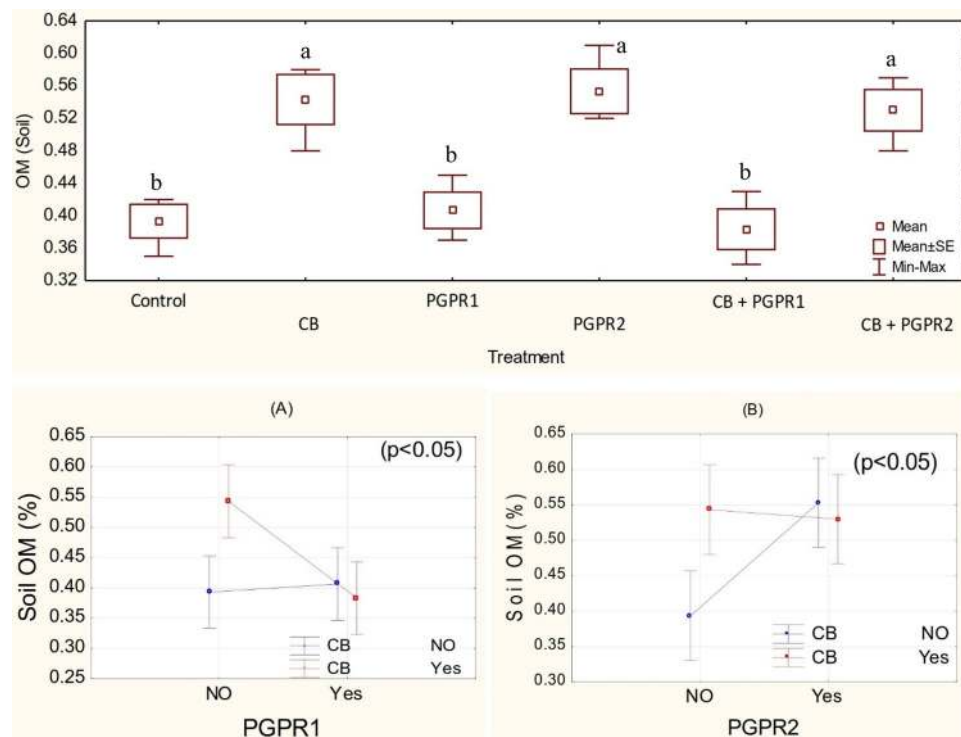 0.64
0.60
0.56
0.52
0.48
0.44
0.40
0.36
0.32
OM (Soil)
b
a
b
a
b
a
Mean
Mean±SE
Min-Max
Control
CB
PGPR1
PGPR2
CB + PGPR1
CB + PGPR2
Treatment
(A)
(p<0.05)
0.65
0.60
0.55
0.50
0.45
0.40
0.35
0.30
0.25
Soil OM (%)
CB NO
CB Yes
NO Yes
PGPR1
(B)
(p<0.05)
0.65
0.60
0.55
0.50
0.45
0.40
0.35
0.30
Soil OM (%)
CB NO
CB Yes
NO Yes
PGPR2